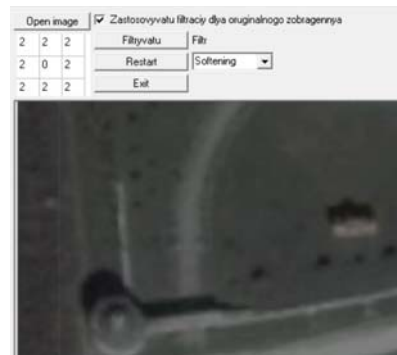 Open image Zastosovyvatu filtraciy dlya oruginalnogo zobragennya
2 2 2 Filtryvatu Filtr
2 0 2 Restart Softening
2 2 2 Exit